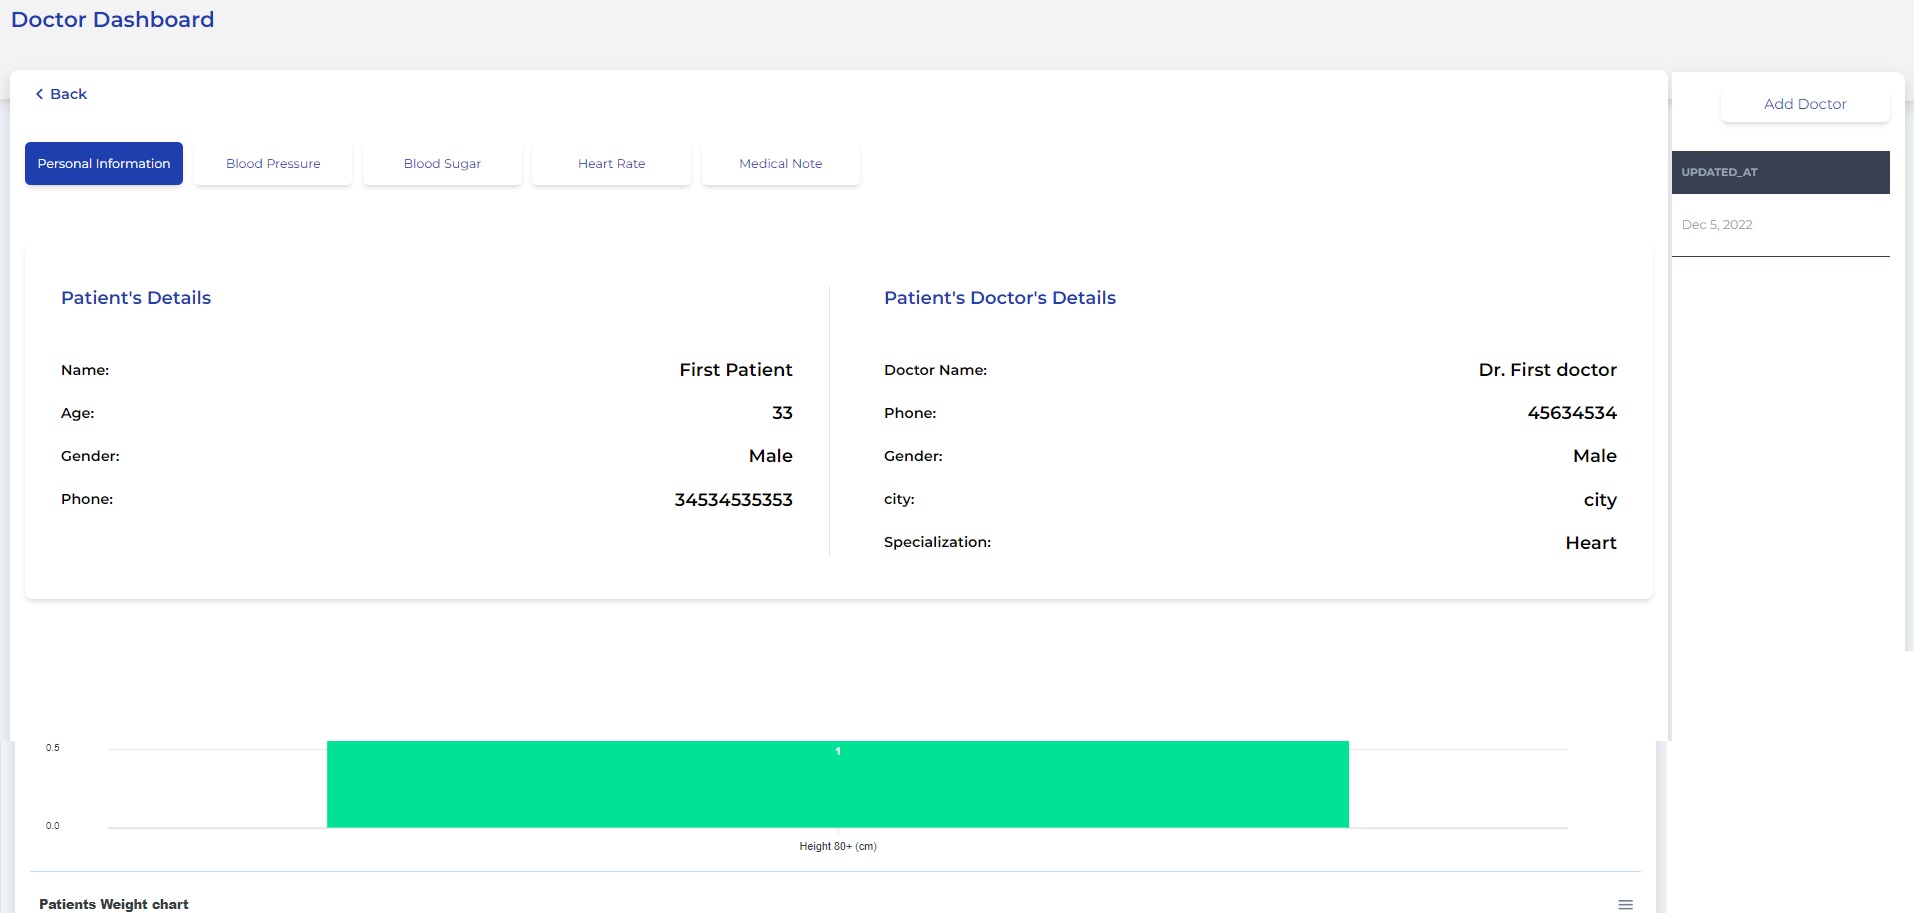 Doctor Dashboard
Back
Add Doctor
Personal Information
Blood Pressure
Blood Sugar
Heart Rate
Medical Note
UPDATED_AT
Dec 5, 2022
Patient's Details
Name: First Patient
Age: 33
Gender: Male
Phone: 34534535353
Patient's Doctor's Details
Doctor Name: Dr. First doctor
Phone: 45634534
Gender: Male
city: city
Specialization: Heart
0.5
1
0.0
Height 80+ (cm)
Patients Weight chart